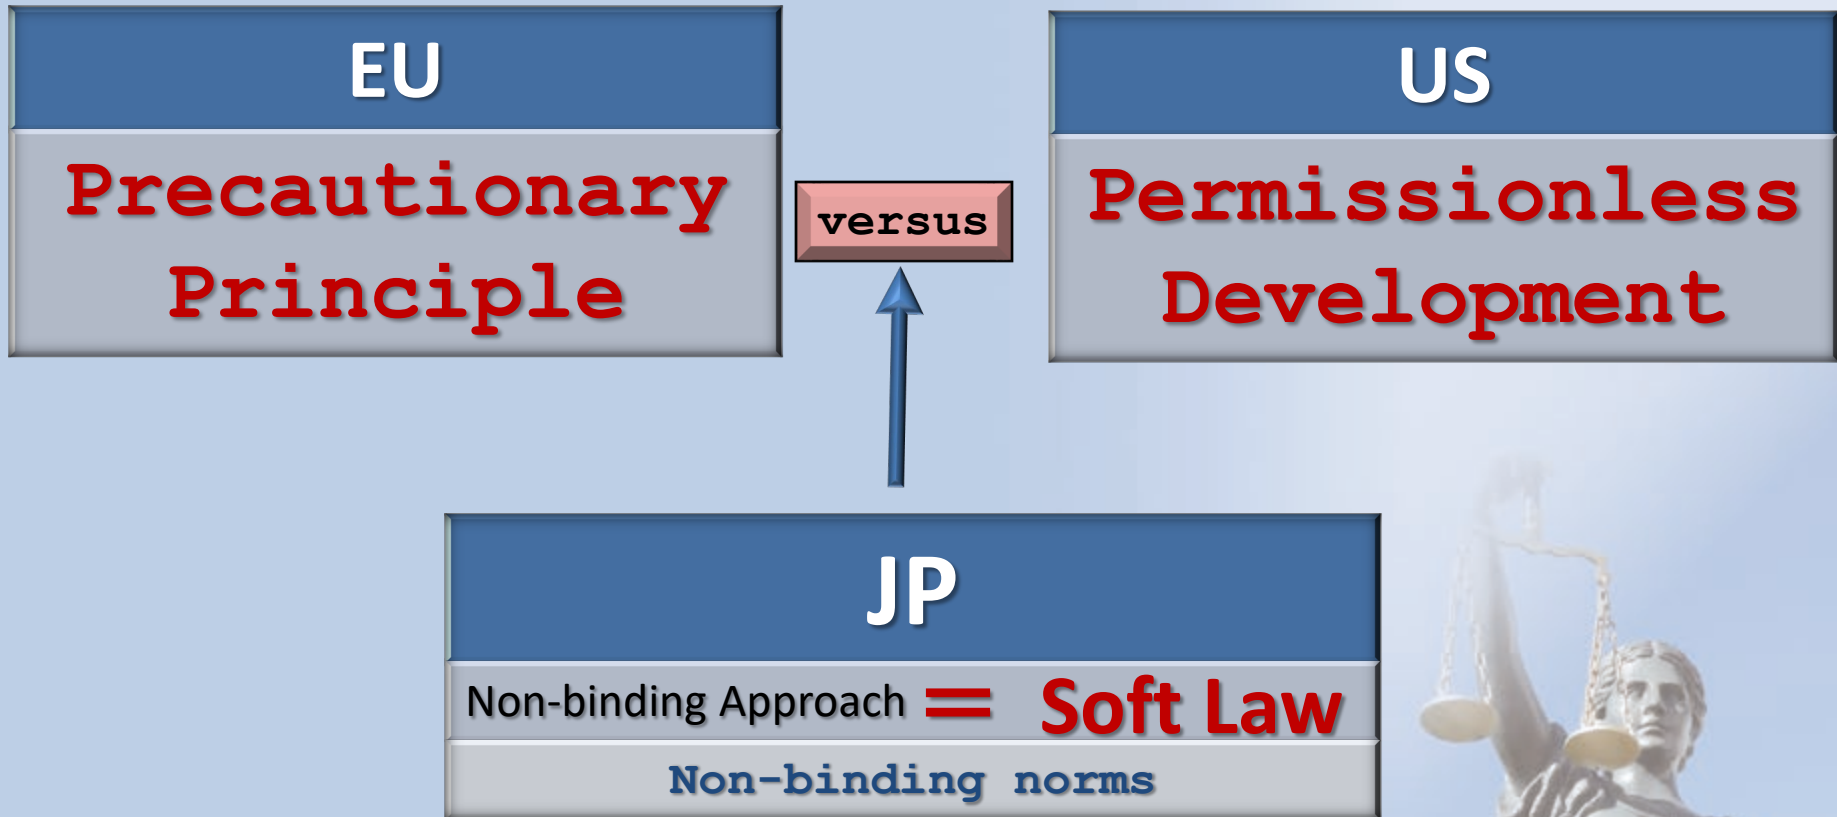 EU
Precautionary
Principle
versus
US
Permissionless
Development
JP
Non-binding Approach = Soft Law
Non-binding norms